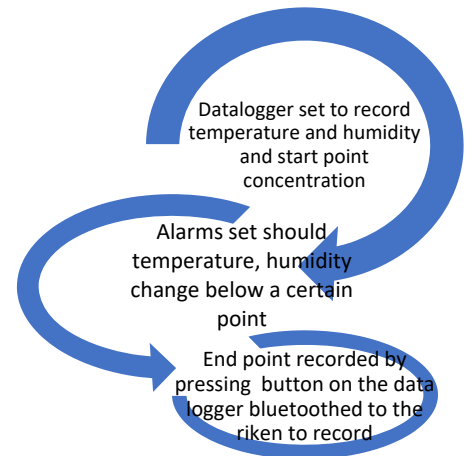 Datalogger set to record
temperature and humidity
and start point
concentration
Alarms set should
temperature, humidity
change below a certain
point
End point recorded by
pressing button on the data
logger bluetoothed to the
riken to record